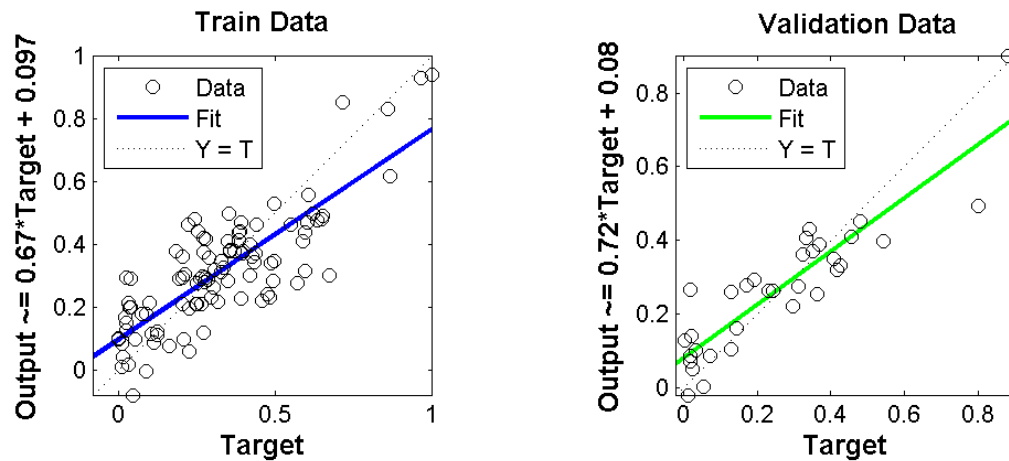 Train Data
Output ~= 0.67*Target + 0.097
1
0.8
0.6
0.4
0.2
0
Data
Fit
Y = T
0 0.5 1
Target
Validation Data
Output ~= 0.72*Target + 0.08
0.8
0.6
0.4
0.2
0
Data
Fit
Y = T
0 0.2 0.4 0.6 0.8
Target